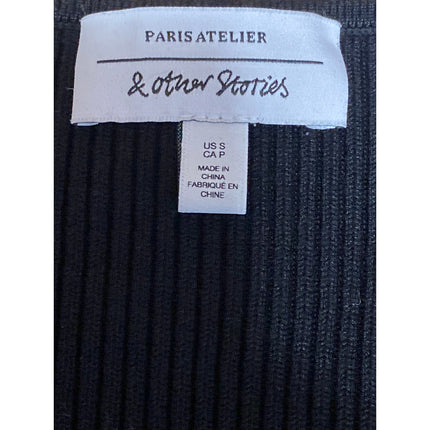 PARIS ATELIER
& other Stories
US S
CA P
MADE IN
CHINA
FABRIQUÉ EN
CHINE